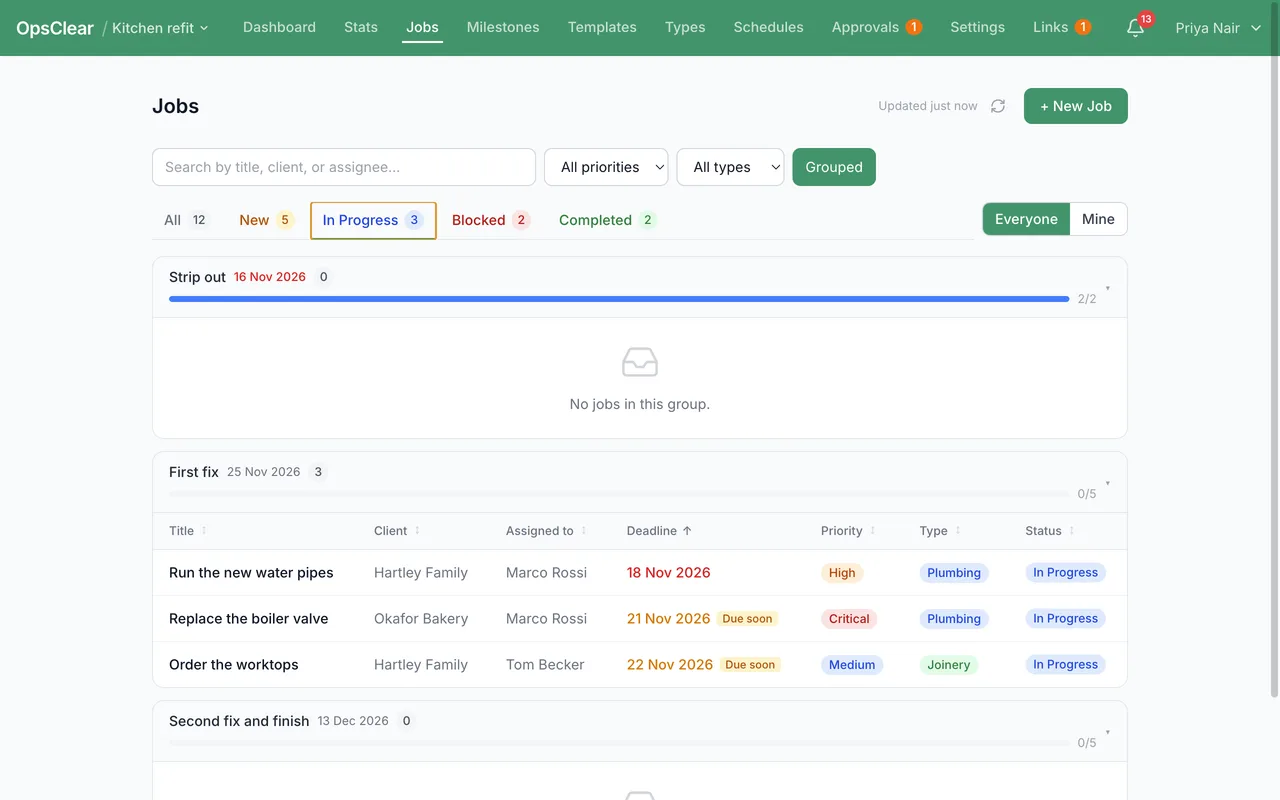 OpsClear / Kitchen refit Dashboard Stats Jobs Milestones Templates Types Schedules Approvals 1 Settings Links 1 13 Priya Nair
Jobs Updated just now + New Job
Search by title, client, or assignee... All priorities All types Grouped
All 12 New 5 In Progress 3 Blocked 2 Completed 2 Everyone Mine
Strip out 16 Nov 2026 0
2/2
No jobs in this group.
First fix 25 Nov 2026 3
0/5
Title Client Assigned to Deadline ↑ Priority Type Status
Run the new water pipes Hartley Family Marco Rossi 18 Nov 2026 High Plumbing In Progress
Replace the boiler valve Okafor Bakery Marco Rossi 21 Nov 2026 Due soon Critical Plumbing In Progress
Order the worktops Hartley Family Tom Becker 22 Nov 2026 Due soon Medium Joinery In Progress
Second fix and finish 13 Dec 2026 0
0/5